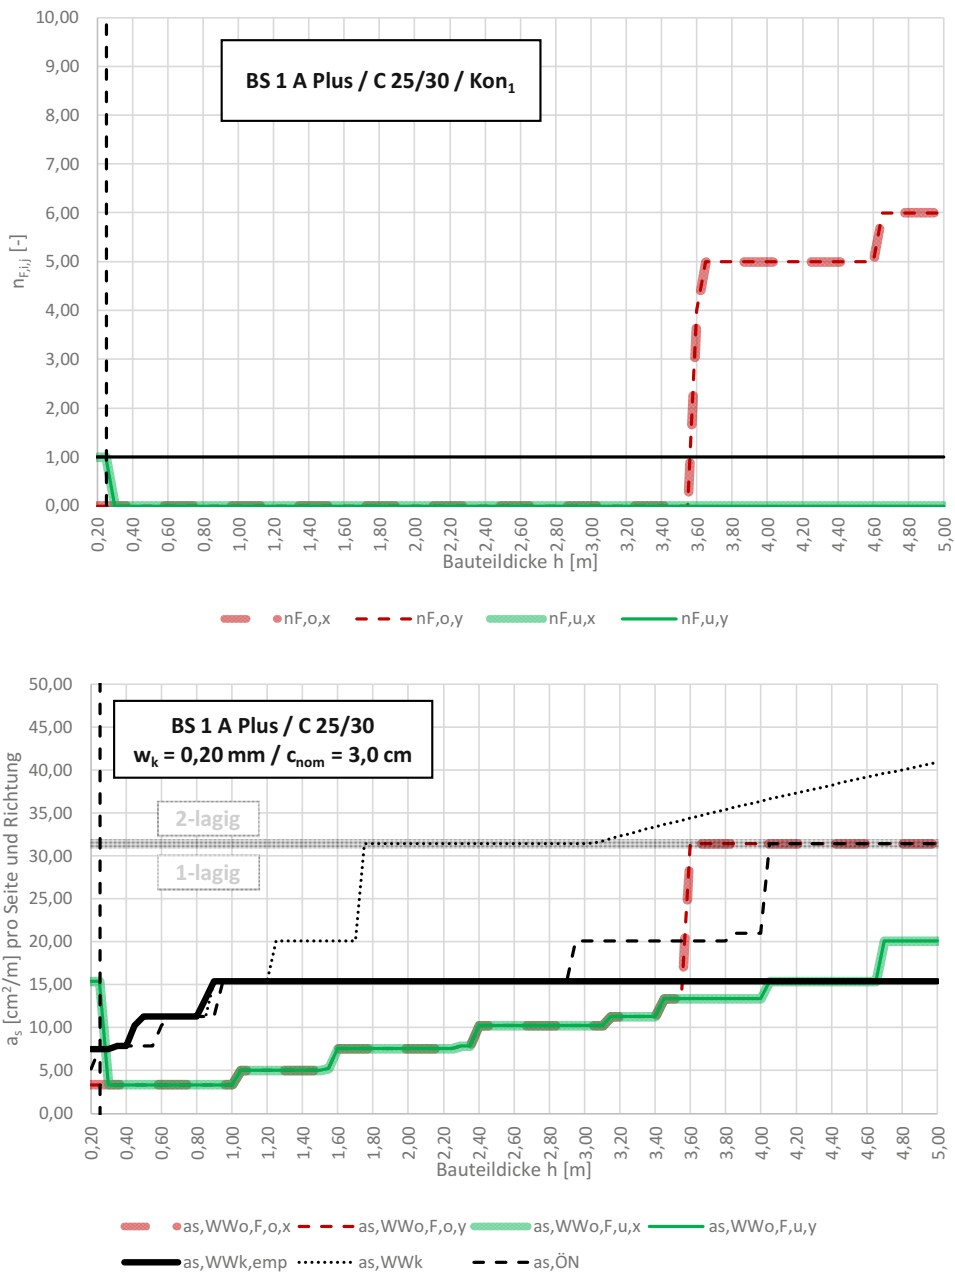 10,00
9,00
8,00
7,00
6,00
5,00
4,00
3,00
2,00
1,00
0,00
n_F,i,j [-]
BS 1 A Plus / C 25/30 / Kon₁
0,20 0,40 0,60 0,80 1,00 1,20 1,40 1,60 1,80 2,00 2,20 2,40 2,60 2,80 3,00 3,20 3,40 3,60 3,80 4,00 4,20 4,40 4,60 4,80 5,00
Bauteildicke h [m]
nF,o,x nF,o,y nF,u,x nF,u,y
50,00
45,00
40,00
35,00
30,00
25,00
20,00
15,00
10,00
5,00
0,00
a_s [cm²/m] pro Seite und Richtung
BS 1 A Plus / C 25/30
w_k = 0,20 mm / c_nom = 3,0 cm
2-lagig
1-lagig
0,20 0,40 0,60 0,80 1,00 1,20 1,40 1,60 1,80 2,00 2,20 2,40 2,60 2,80 3,00 3,20 3,40 3,60 3,80 4,00 4,20 4,40 4,60 4,80 5,00
Bauteildicke h [m]
as,WWo,F,o,x as,WWo,F,o,y as,WWo,F,u,x as,WWo,F,u,y
as,WWk,emp as,WWk as,ÖN